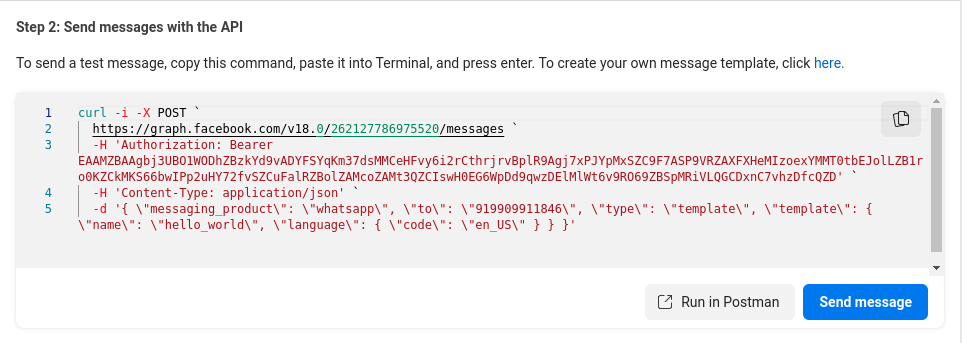 Step 2: Send messages with the API
To send a test message, copy this command, paste it into Terminal, and press enter. To create your own message template, click here.
1 curl -i -X POST `
2 https://graph.facebook.com/v18.0/262127786975520/messages `
3 -H 'Authorization: Bearer
EAAMZBAAgbj3UBO1WODhZBzkYd9vADYFSYqKm37dsMMCeHFvy6i2rCthrjrvBplR9Agj7xPJYpMxSZC9F7ASP9VRZAXFXHeMIzoexYMMT0tbEJolLZB1r
o0KZCkMKS66bwIPp2uHY72fvSZCuFalRZBolZAMcoZAMt3QZCIswH0EG6WpDd9qwzDElMlWt6v9RO69ZBSpMRiVLQGCDxnC7vhzDfcQZD' `
4 -H 'Content-Type: application/json' `
5 -d '{ \"messaging_product\": \"whatsapp\", \"to\": \"919909911846\", \"type\": \"template\", \"template\": {
\"name\": \"hello_world\", \"language\": { \"code\": \"en_US\" } } }'
Run in Postman
Send message